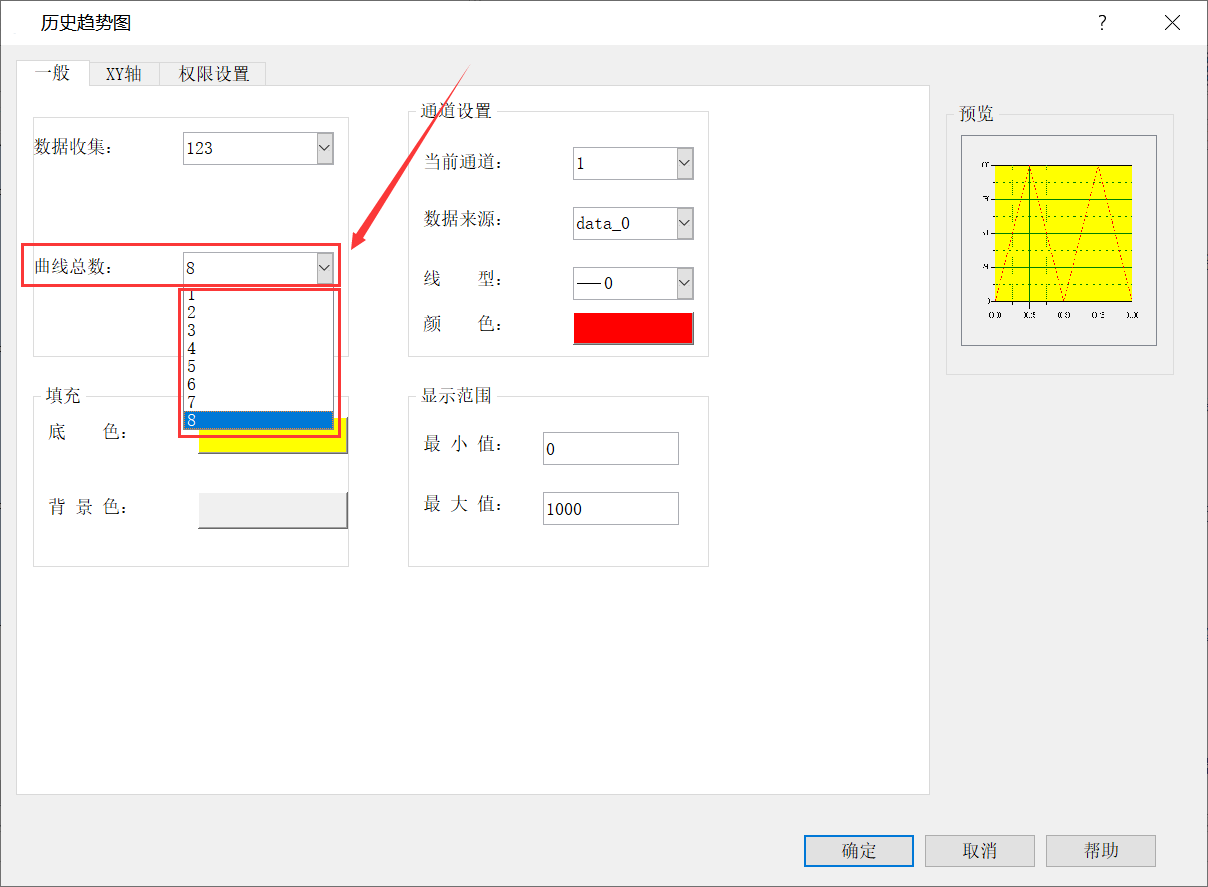 历史趋势图
一般 XY轴 权限设置
数据收集: 123
曲线总数: 8
1
2
3
4
5
6
7
8
填充
底 色:
背 景 色:
通道设置
当前通道: 1
数据来源: data_0
线 型: 0
颜 色:
显示范围
最 小 值: 0
最 大 值: 1000
预览
确定 取消 帮助